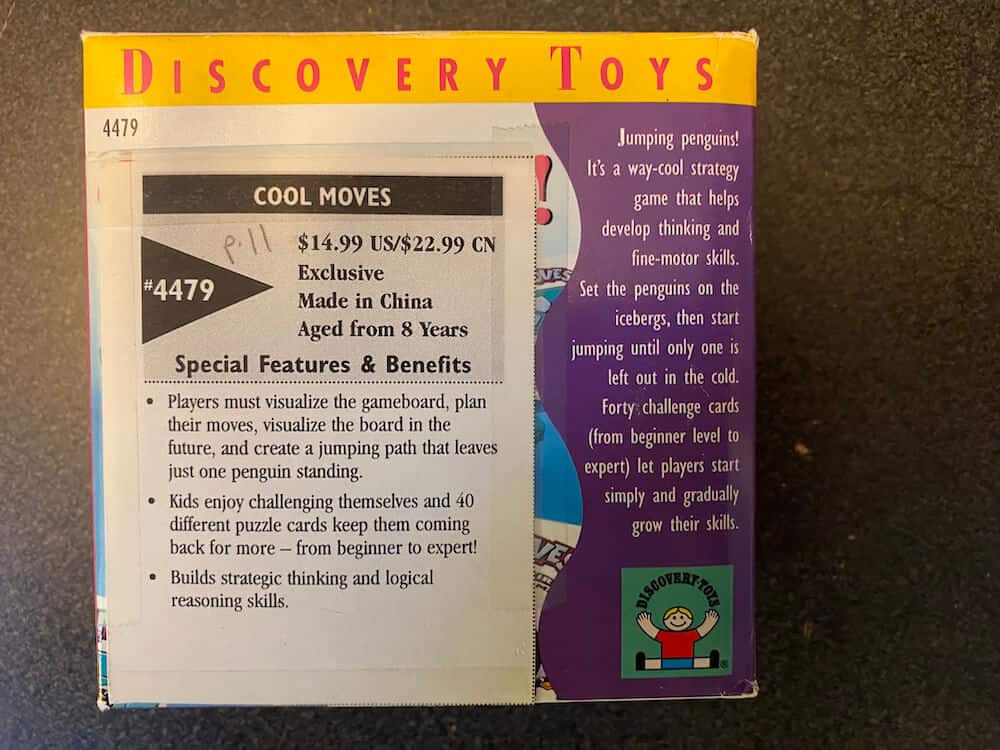 DISCOVERY TOYS
4479
COOL MOVES
p.11
$14.99 US/$22.99 CN
#4479
Exclusive
Made in China
Aged from 8 Years
Special Features & Benefits
• Players must visualize the gameboard, plan
their moves, visualize the board in the
future, and create a jumping path that leaves
just one penguin standing.
• Kids enjoy challenging themselves and 40
different puzzle cards keep them coming
back for more – from beginner to expert!
• Builds strategic thinking and logical
reasoning skills.
Jumping penguins!
It's a way-cool strategy
game that helps
develop thinking and
fine-motor skills.
Set the penguins on the
icebergs, then start
jumping until only one is
left out in the cold.
Forty challenge cards
(from beginner level to
expert) let players start
simply and gradually
grow their skills.
DISCOVERY TOYS
®